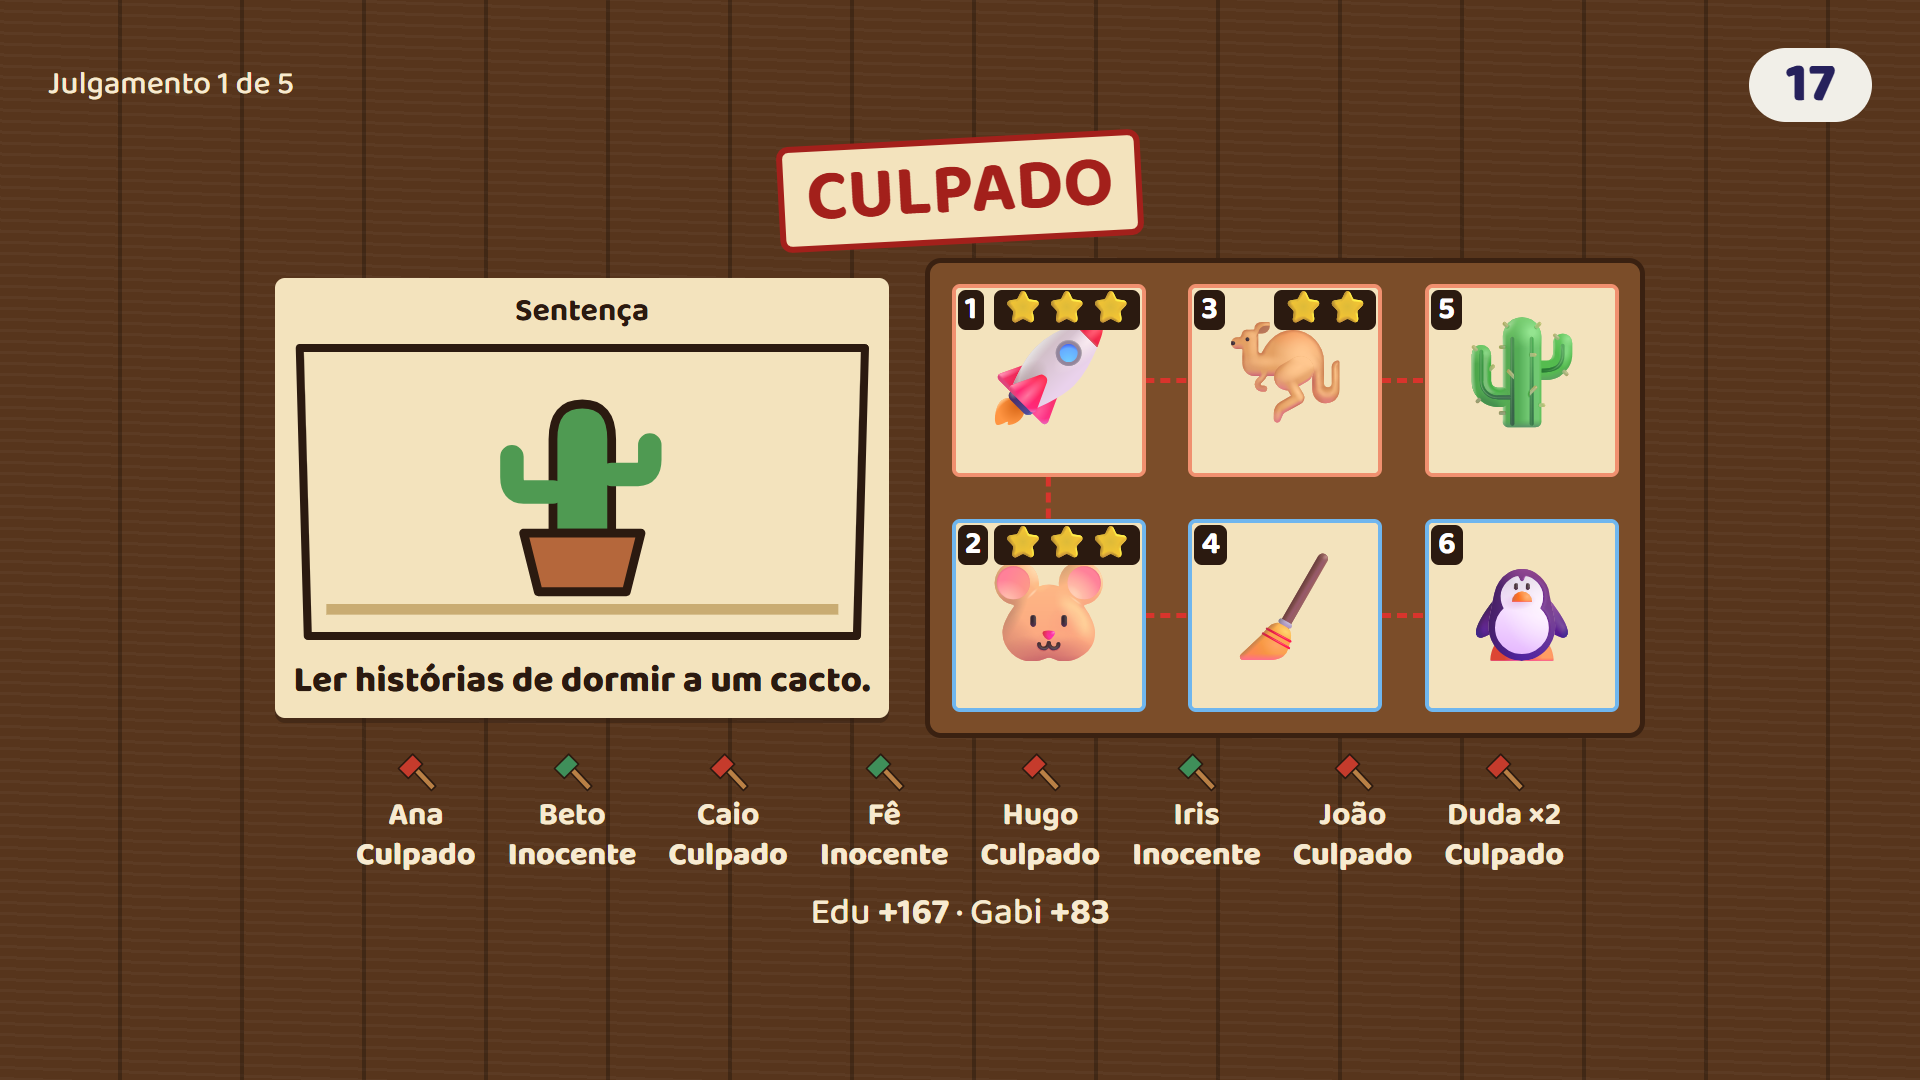 Julgamento 1 de 5
17
CULPADO
Sentença
Ler histórias de dormir a um cacto.
1
3
5
2
4
6
Ana
Culpado
Beto
Inocente
Caio
Culpado
Fê
Inocente
Hugo
Culpado
Iris
Inocente
João
Culpado
Duda ×2
Culpado
Edu +167 · Gabi +83